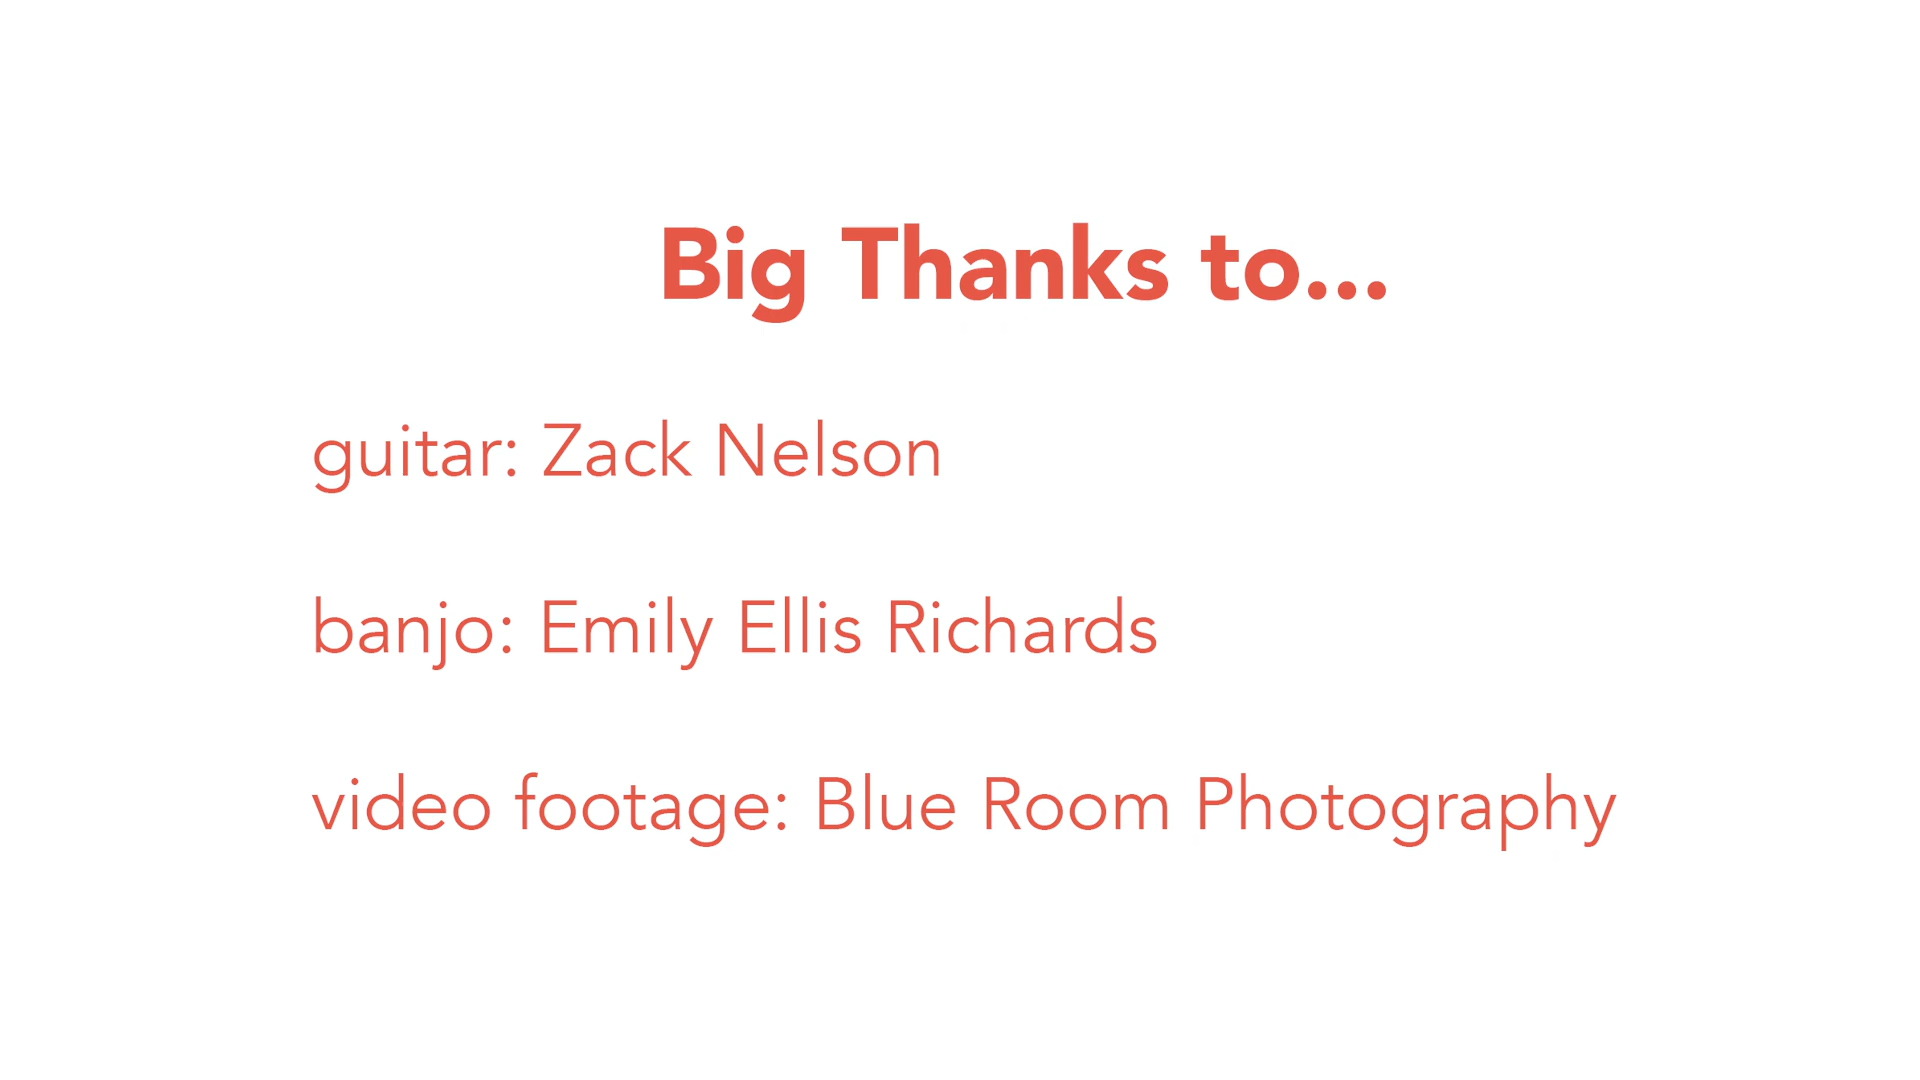 Big Thanks to...
guitar: Zack Nelson
banjo: Emily Ellis Richards
video footage: Blue Room Photography